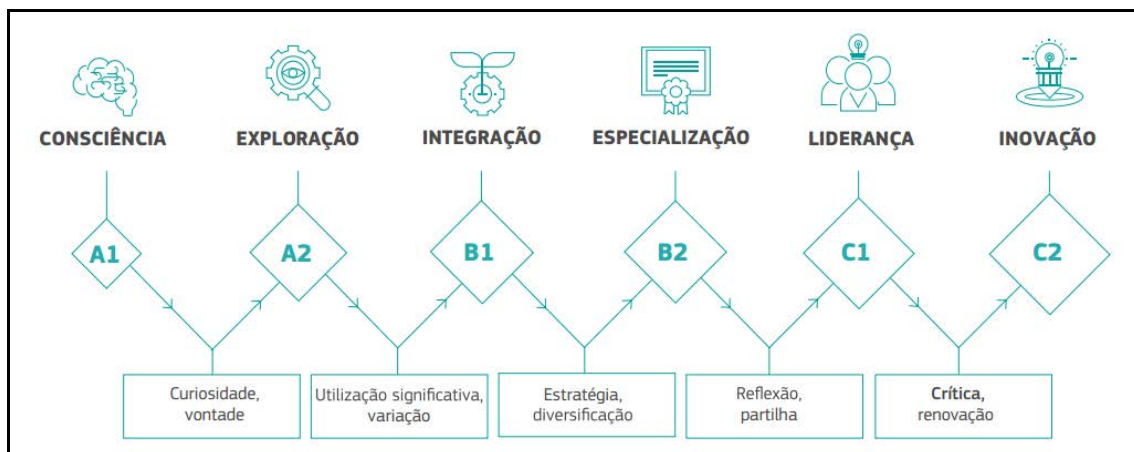 CONSCIÊNCIA
EXPLORAÇÃO
INTEGRAÇÃO
ESPECIALIZAÇÃO
LIDERANÇA
INOVAÇÃO
A1
A2
B1
B2
C1
C2
Curiosidade,
vontade
Utilização significativa,
variação
Estratégia,
diversificação
Reflexão,
partilha
Crítica,
renovação